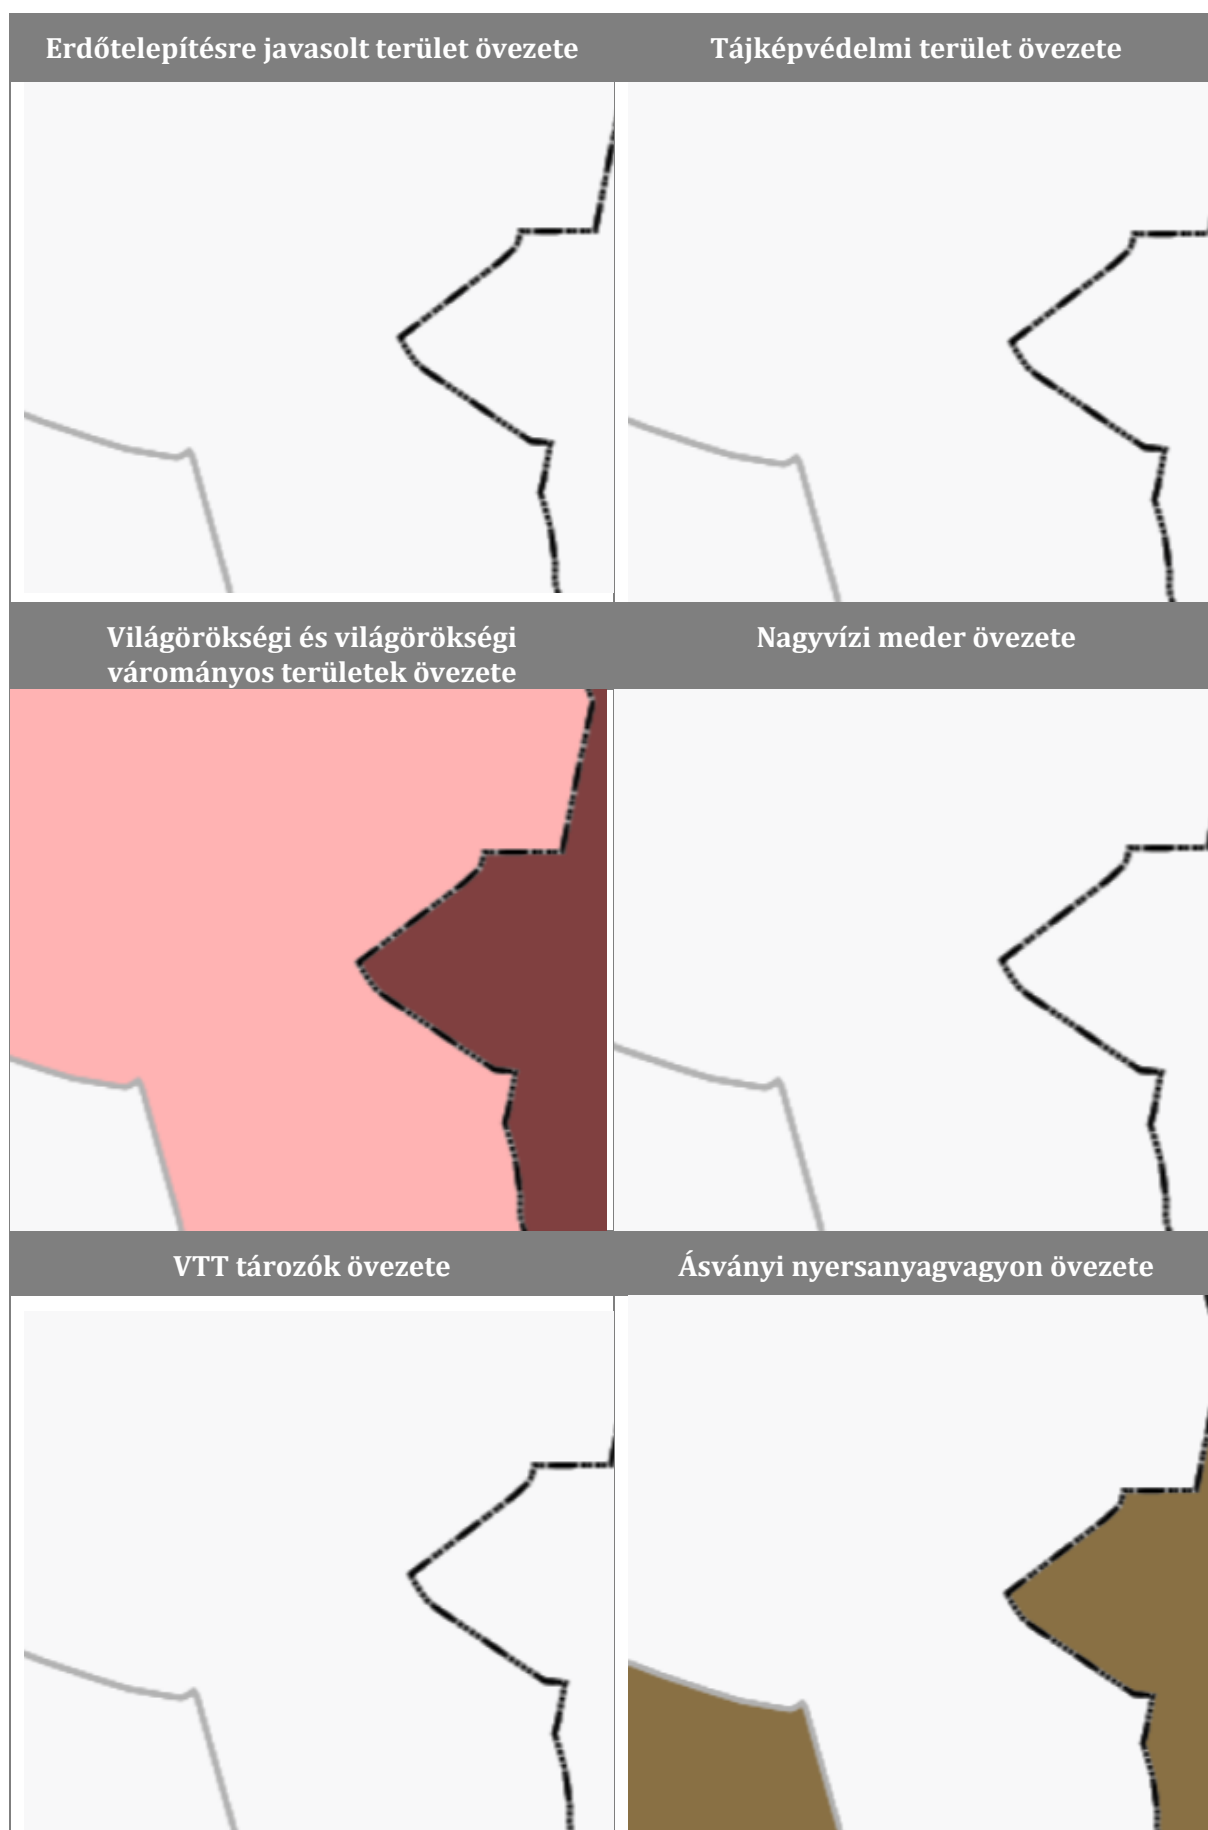 Erdőtelepítésre javasolt terület övezete
Tájképvédelmi terület övezete
Világörökségi és világörökségi
várományos területek övezete
Nagyvízi meder övezete
VTT tározók övezete
Ásványi nyersanyagvagyon övezete